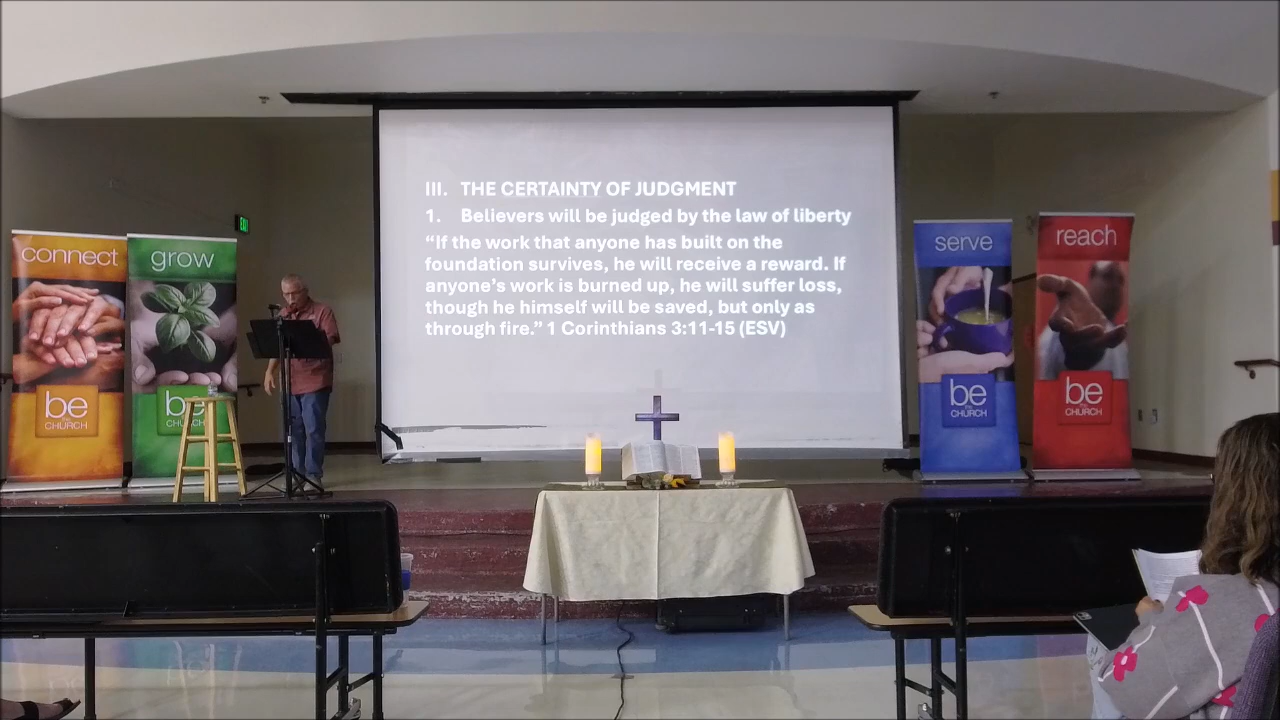 III. THE CERTAINTY OF JUDGMENT
1. Believers will be judged by the law of liberty
“If the work that anyone has built on the
foundation survives, he will receive a reward. If
anyone’s work is burned up, he will suffer loss,
though he himself will be saved, but only as
through fire.” 1 Corinthians 3:11-15 (ESV)
EXIT
connect
be
CHURCH
grow
be
CHURCH
serve
be
CHURCH
reach
be
CHURCH